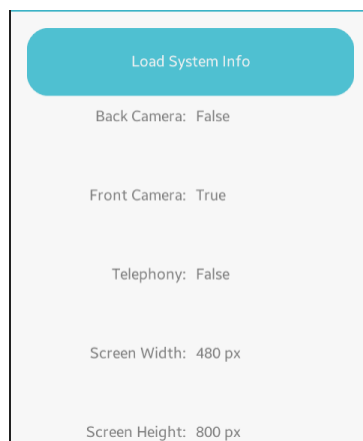 Load System Info
Back Camera: False
Front Camera: True
Telephony: False
Screen Width: 480 px
Screen Height: 800 px